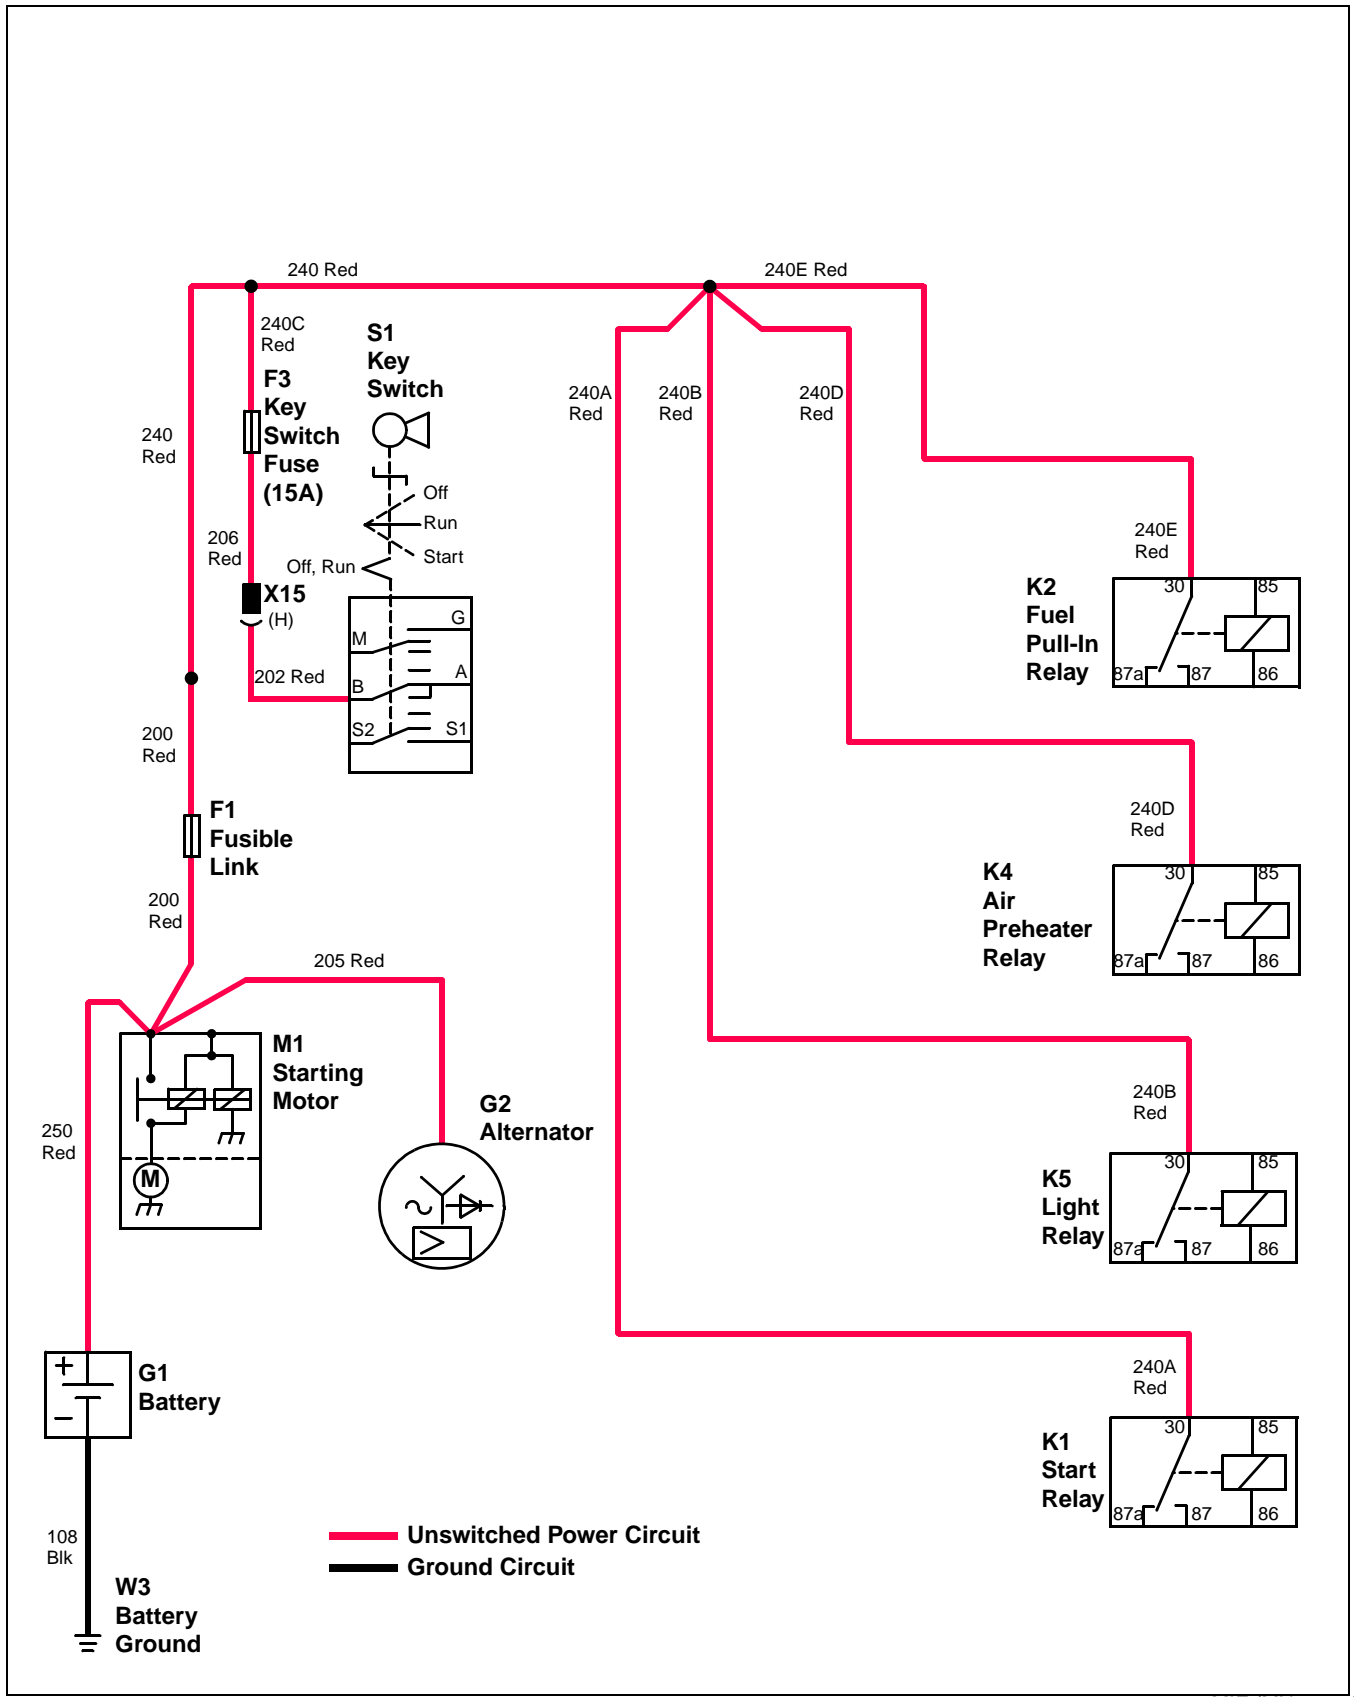 240 Red
240E Red
240C
Red
S1
Key
Switch
F3
Key
Switch
Fuse
(15A)
240A
Red
240B
Red
240D
Red
240
Red
Off
Run
Start
Off, Run
206
Red
X15
(H)
240E
Red
K2
Fuel
Pull-In
Relay
30
85
87a
87
86
G
M
A
B
S2
S1
202 Red
200
Red
F1
Fusible
Link
240D
Red
K4
Air
Preheater
Relay
30
85
87a
87
86
200
Red
205 Red
M1
Starting
Motor
M
G2
Alternator
250
Red
240B
Red
K5
Light
Relay
30
85
87a
87
86
G1
Battery
+
–
240A
Red
K1
Start
Relay
30
85
87a
87
86
108
Blk
W3
Battery
Ground
Unswitched Power Circuit
Ground Circuit